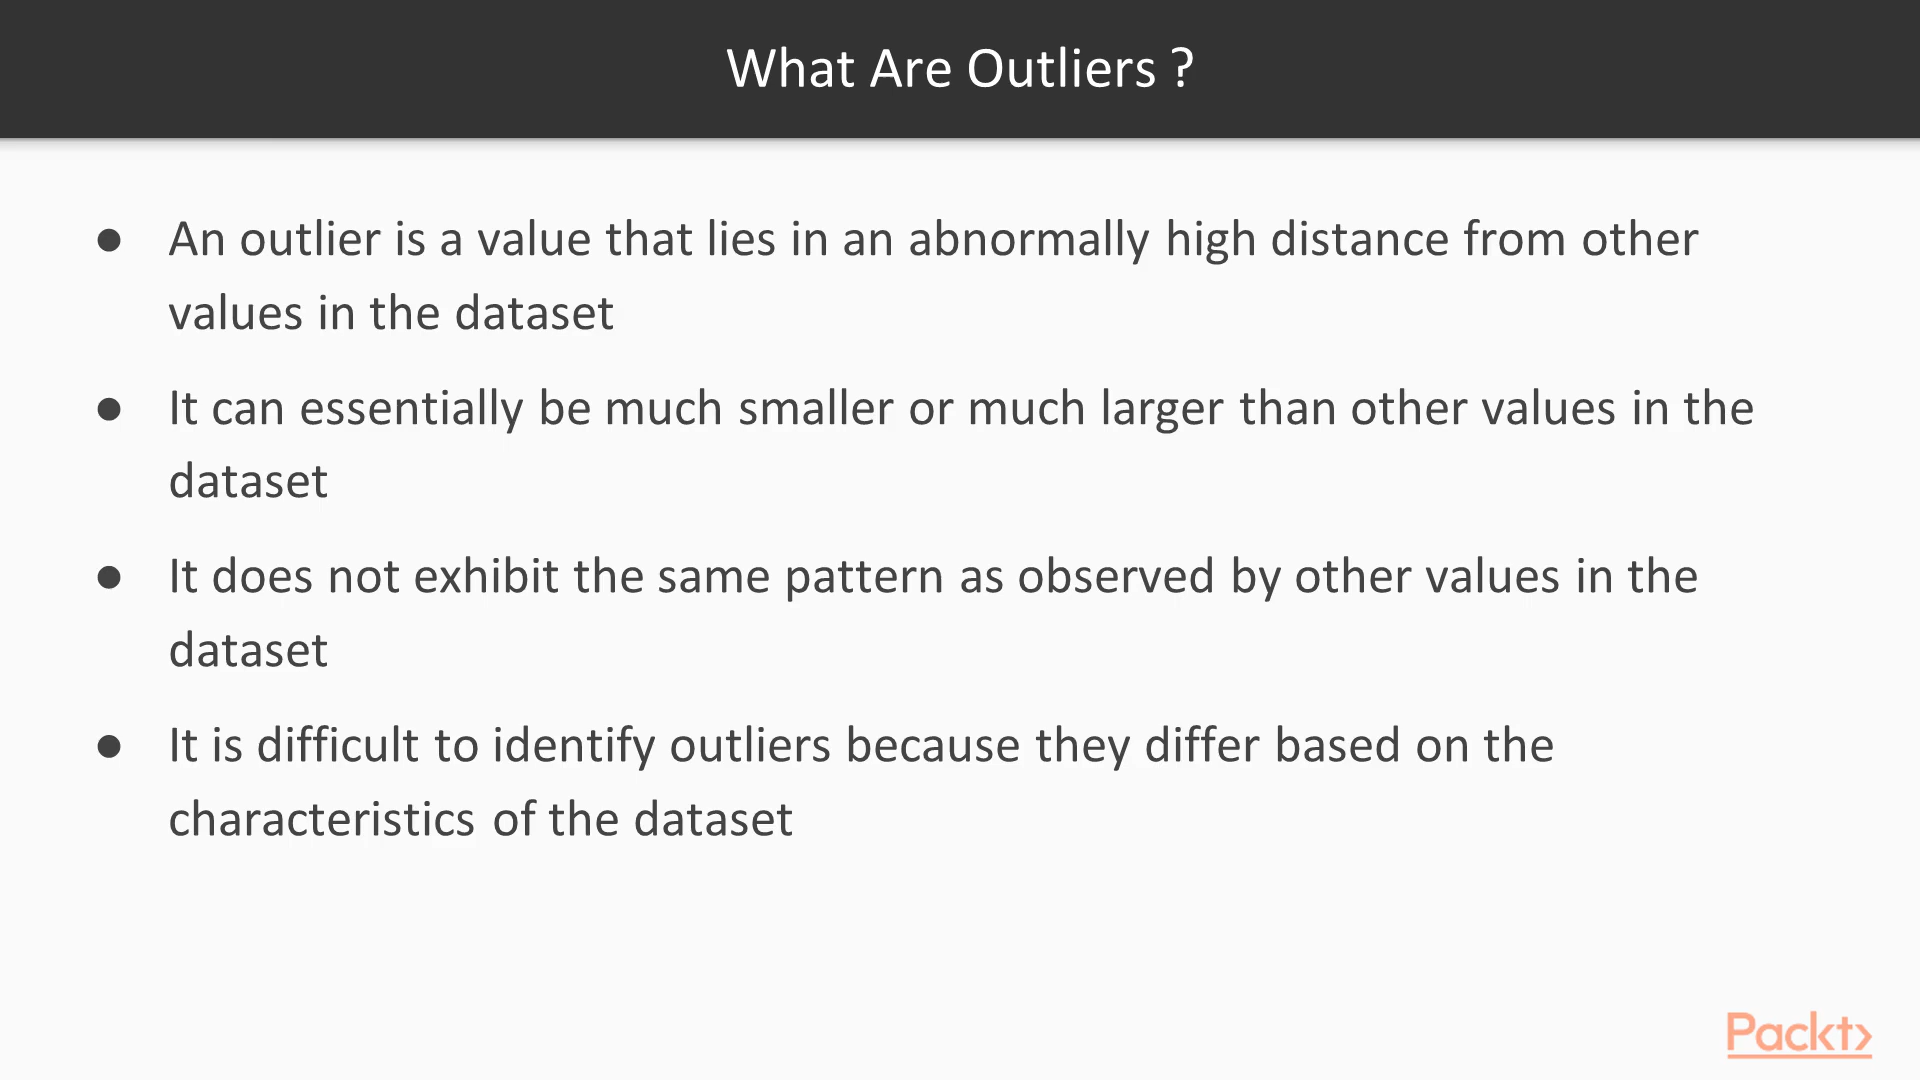 What Are Outliers ?
● An outlier is a value that lies in an abnormally high distance from other
values in the dataset
● It can essentially be much smaller or much larger than other values in the
dataset
● It does not exhibit the same pattern as observed by other values in the
dataset
● It is difficult to identify outliers because they differ based on the
characteristics of the dataset
Packt>